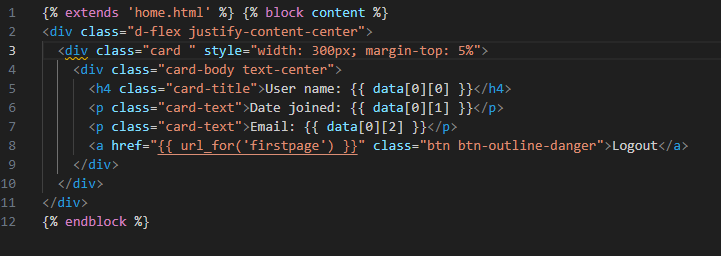 1 {% extends 'home.html' %} {% block content %}
2 <div class="d-flex justify-content-center">
3 <div class="card " style="width: 300px; margin-top: 5%">
4 <div class="card-body text-center">
5 <h4 class="card-title">User name: {{ data[0][0] }}</h4>
6 <p class="card-text">Date joined: {{ data[0][1] }}</p>
7 <p class="card-text">Email: {{ data[0][2] }}</p>
8 <a href="{{ url_for('firstpage') }}" class="btn btn-outline-danger">Logout</a>
9 </div>
10 </div>
11 </div>
12 {% endblock %}